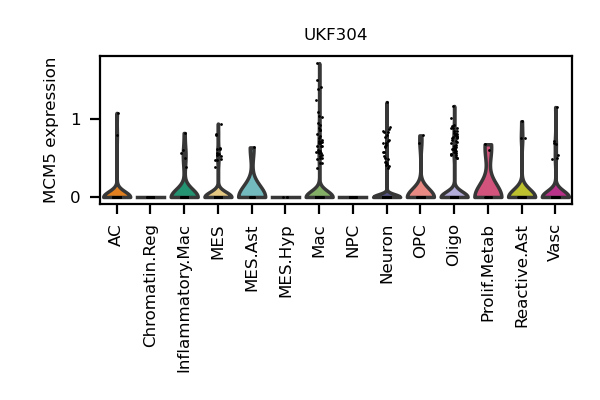 UKF304
MCM5 expression
1
0
AC
Chromatin.Reg
Inflammatory.Mac
MES
MES.Ast
MES.Hyp
Mac
NPC
Neuron
OPC
Oligo
Prolif.Metab
Reactive.Ast
Vasc